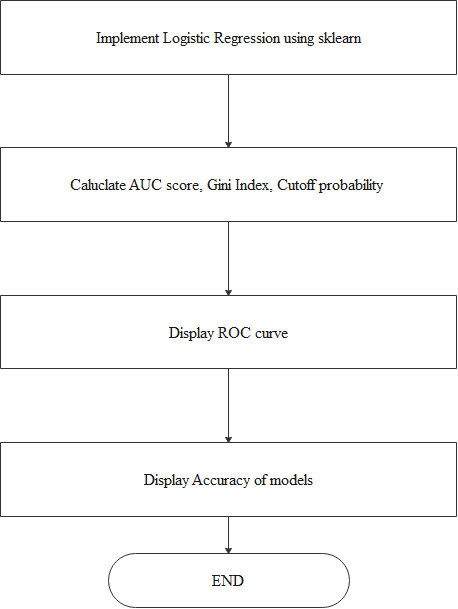 Implement Logistic Regression using sklearn
Caluclate AUC score, Gini Index, Cutoff probability
Display ROC curve
Display Accuracy of models
END